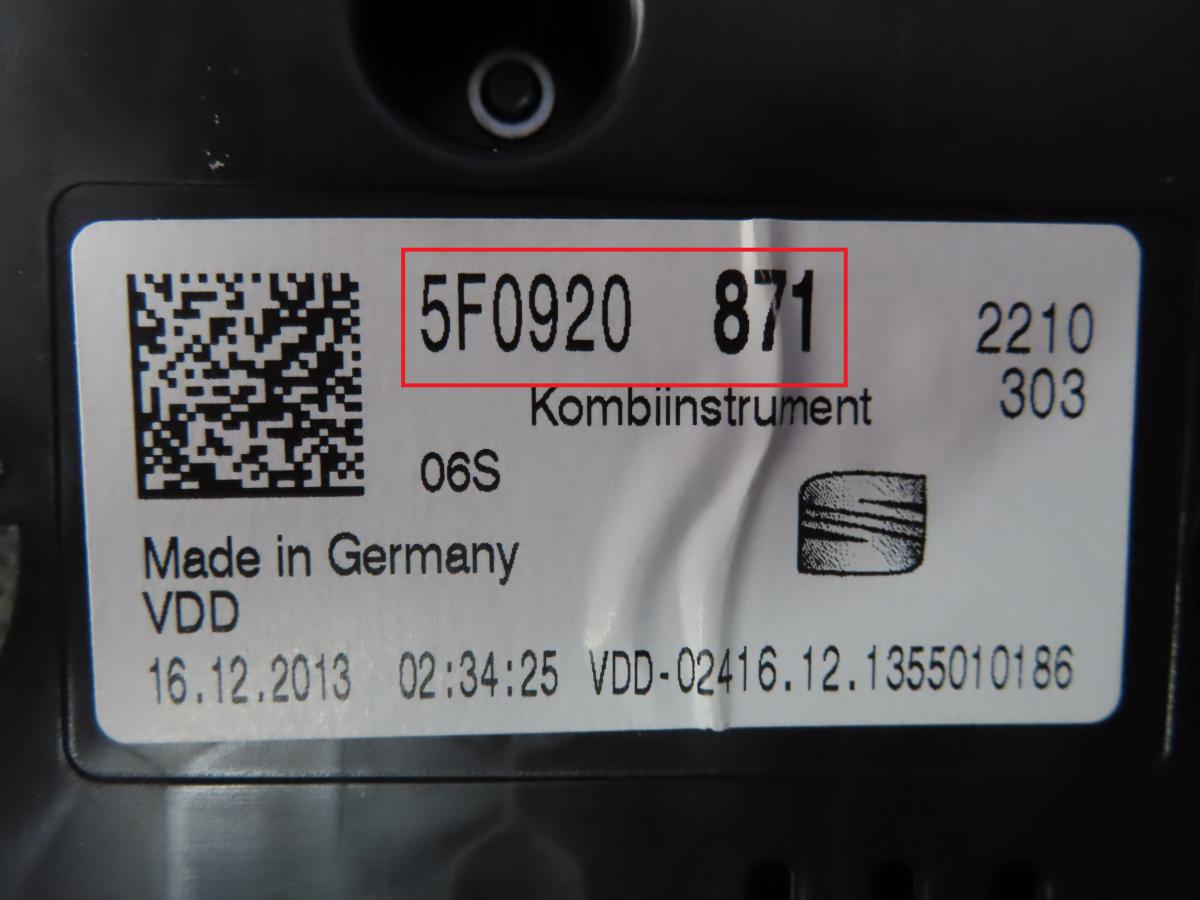 5F0920 871
2210
303
Kombiinstrument
06S
Made in Germany
VDD
16.12.2013 02:34:25 VDD-02416.12.1355010186